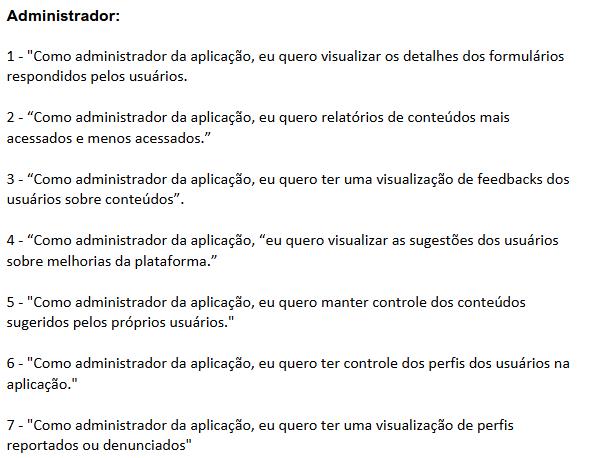 Administrador:
1 - "Como administrador da aplicação, eu quero visualizar os detalhes dos formulários
respondidos pelos usuários.
2 - “Como administrador da aplicação, eu quero relatórios de conteúdos mais
acessados e menos acessados.”
3 - “Como administrador da aplicação, eu quero ter uma visualização de feedbacks dos
usuários sobre conteúdos”.
4 - “Como administrador da aplicação, “eu quero visualizar as sugestões dos usuários
sobre melhorias da plataforma.”
5 - "Como administrador da aplicação, eu quero manter controle dos conteúdos
sugeridos pelos próprios usuários."
6 - "Como administrador da aplicação, eu quero ter controle dos perfis dos usuários na
aplicação."
7 - "Como administrador da aplicação, eu quero ter uma visualização de perfis
reportados ou denunciados"